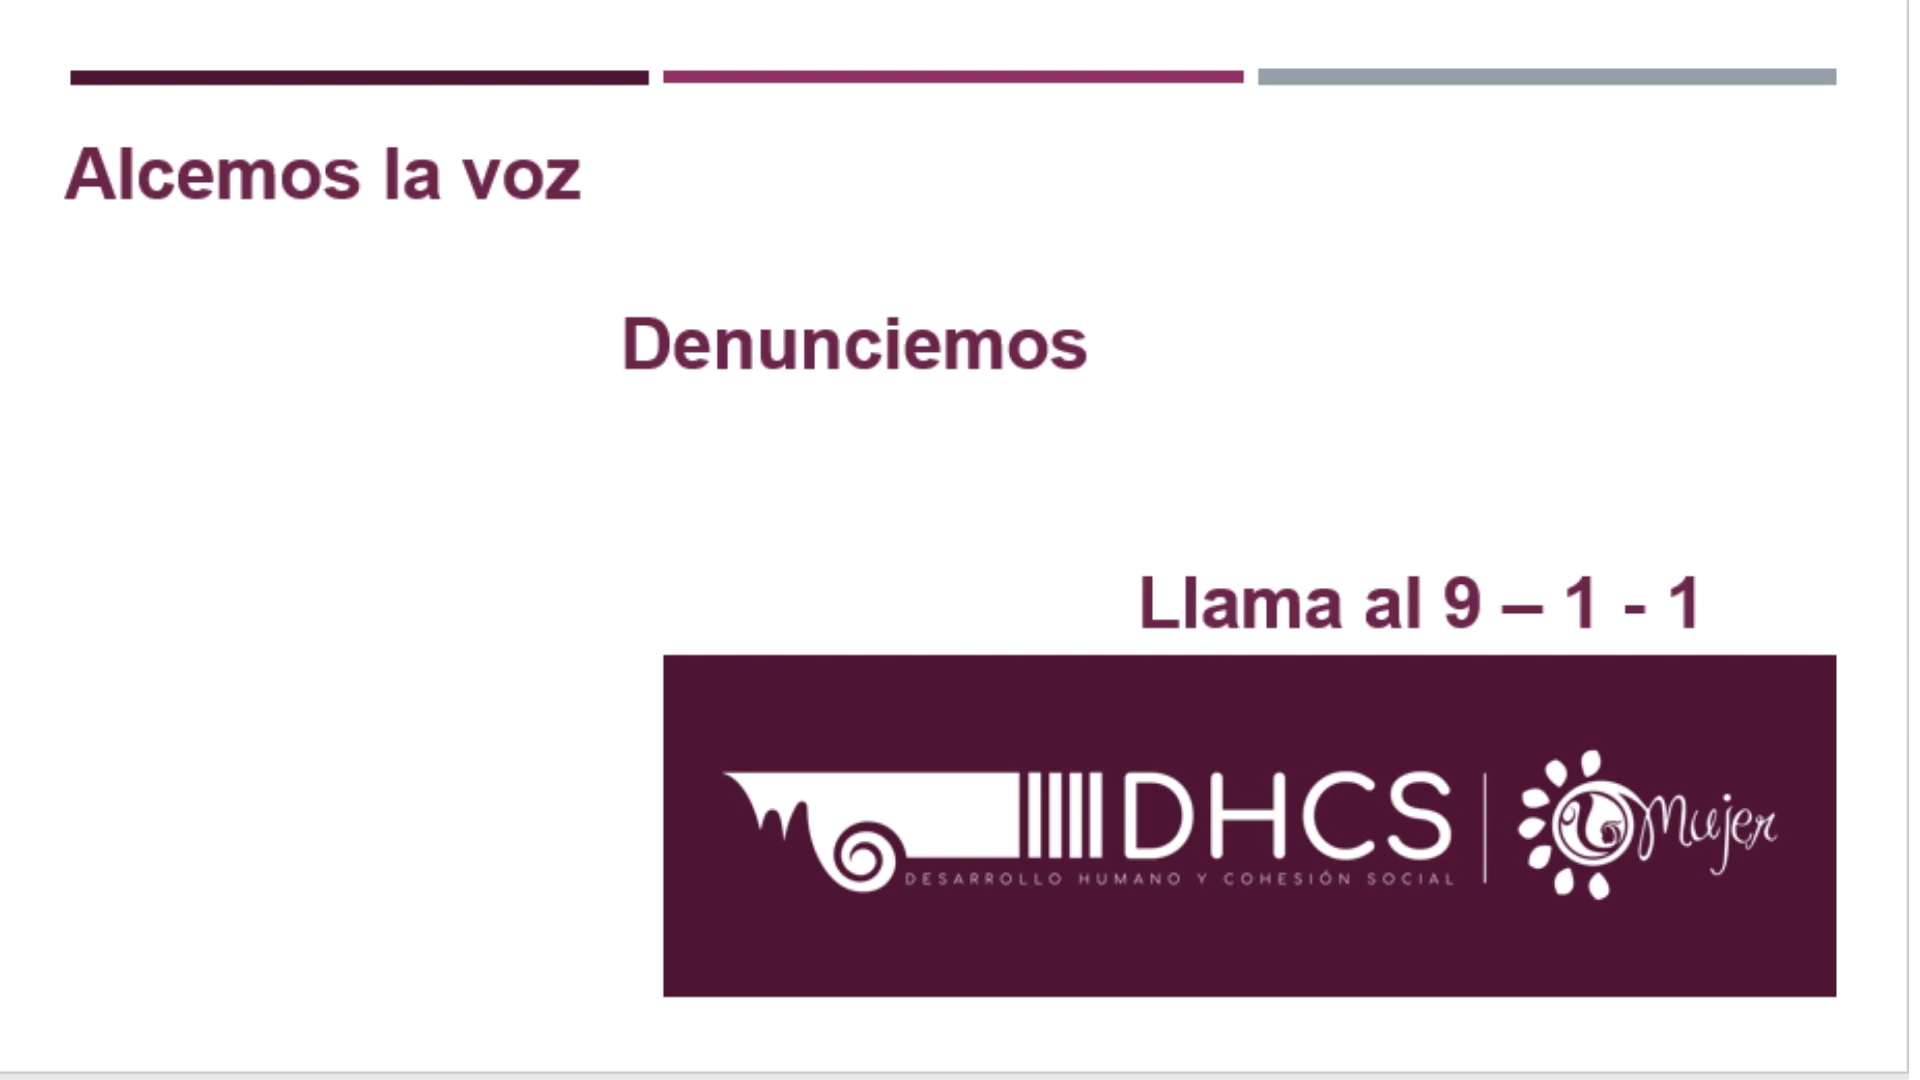 Alcemos la voz
Denunciemos
Llama al 9 – 1 - 1
DHCS
DESARROLLO HUMANO Y COHESIÓN SOCIAL
Mujer